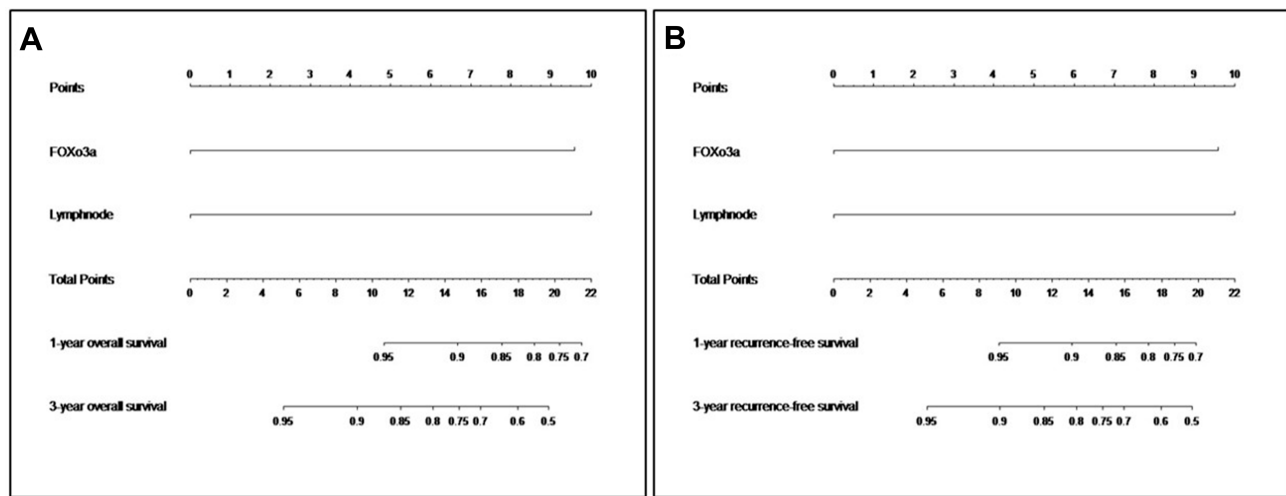 A
0 1 2 3 4 5 6 7 8 9 10
Points
FOXo3a
Lymphnode
Total Points
0 2 4 6 8 10 12 14 16 18 20 22
1-year overall survival
0.95 0.9 0.85 0.8 0.75 0.7
3-year overall survival
0.95 0.9 0.85 0.8 0.75 0.7 0.6 0.5
B
0 1 2 3 4 5 6 7 8 9 10
Points
FOXo3a
Lymphnode
Total Points
0 2 4 6 8 10 12 14 16 18 20 22
1-year recurrence-free survival
0.95 0.9 0.85 0.8 0.75 0.7
3-year recurrence-free survival
0.95 0.9 0.85 0.8 0.75 0.7 0.6 0.5